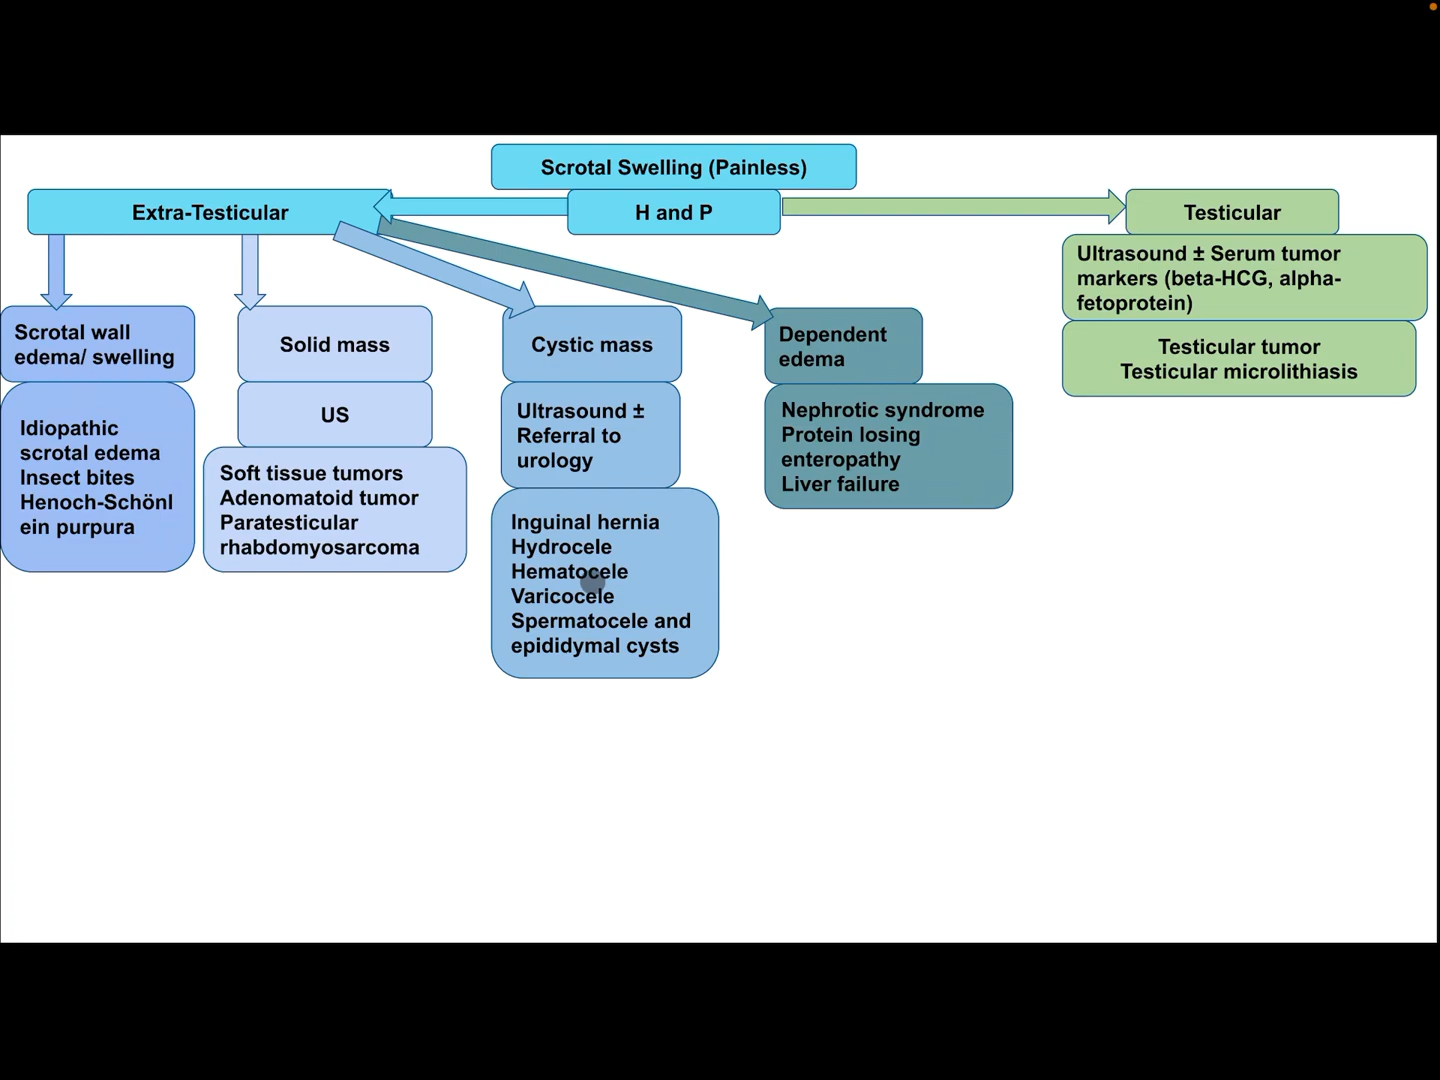 Scrotal Swelling (Painless)
H and P
Extra-Testicular
Testicular
Ultrasound ± Serum tumor
markers (beta-HCG, alpha-
fetoprotein)
Testicular tumor
Testicular microlithiasis
Scrotal wall
edema/ swelling
Idiopathic
scrotal edema
Insect bites
Henoch-Schönl
ein purpura
Solid mass
US
Soft tissue tumors
Adenomatoid tumor
Paratesticular
rhabdomyosarcoma
Cystic mass
Ultrasound ±
Referral to
urology
Inguinal hernia
Hydrocele
Hematocele
Varicocele
Spermatocele and
epididymal cysts
Dependent
edema
Nephrotic syndrome
Protein losing
enteropathy
Liver failure